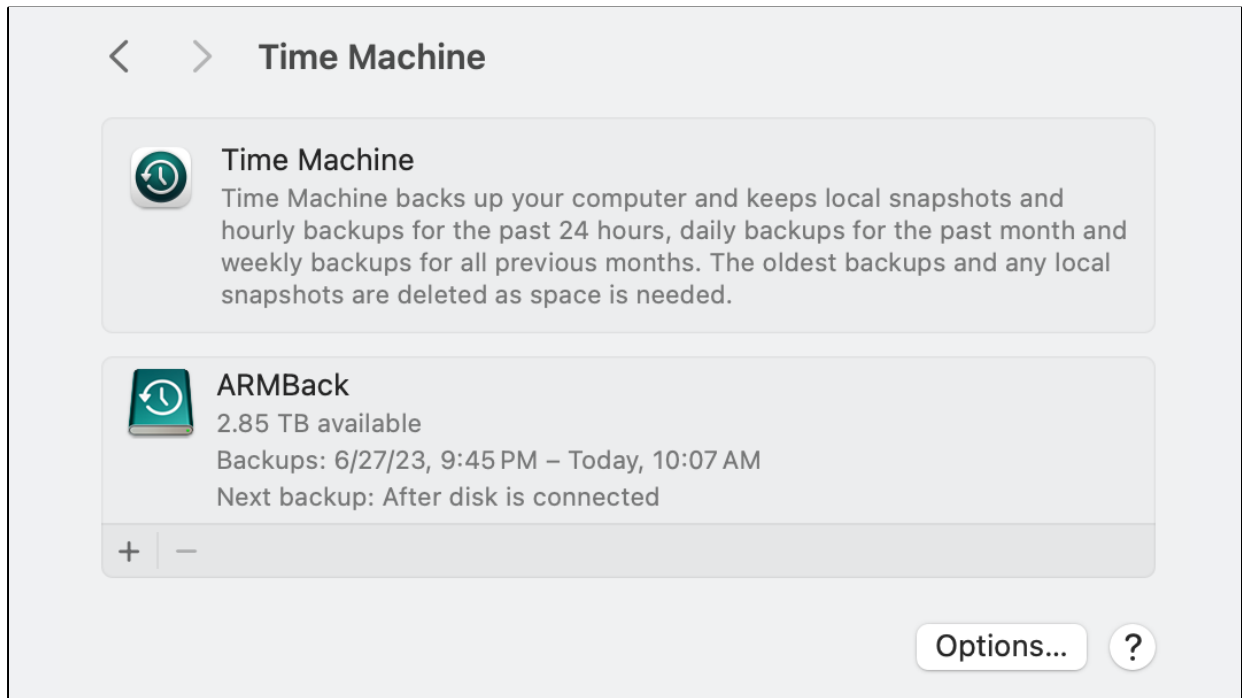 Time Machine
Time Machine
Time Machine backs up your computer and keeps local snapshots and
hourly backups for the past 24 hours, daily backups for the past month and
weekly backups for all previous months. The oldest backups and any local
snapshots are deleted as space is needed.
ARMBack
2.85 TB available
Backups: 6/27/23, 9:45 PM – Today, 10:07 AM
Next backup: After disk is connected
+ −
Options... ?